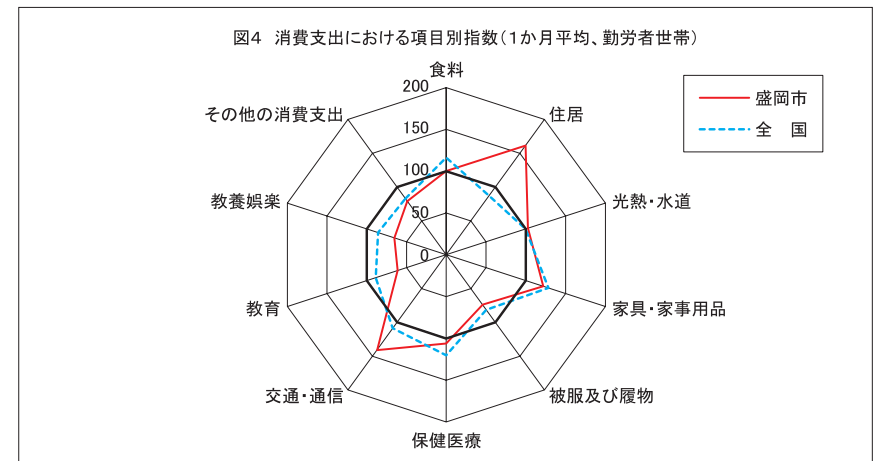 図4 消費支出における項目別指数(1か月平均、勤労者世帯)
食料
200
その他の消費支出
住居
盛岡市
150
全 国
100
教養娯楽
光熱・水道
50
0
教育
家具・家事用品
交通・通信
被服及び履物
保健医療